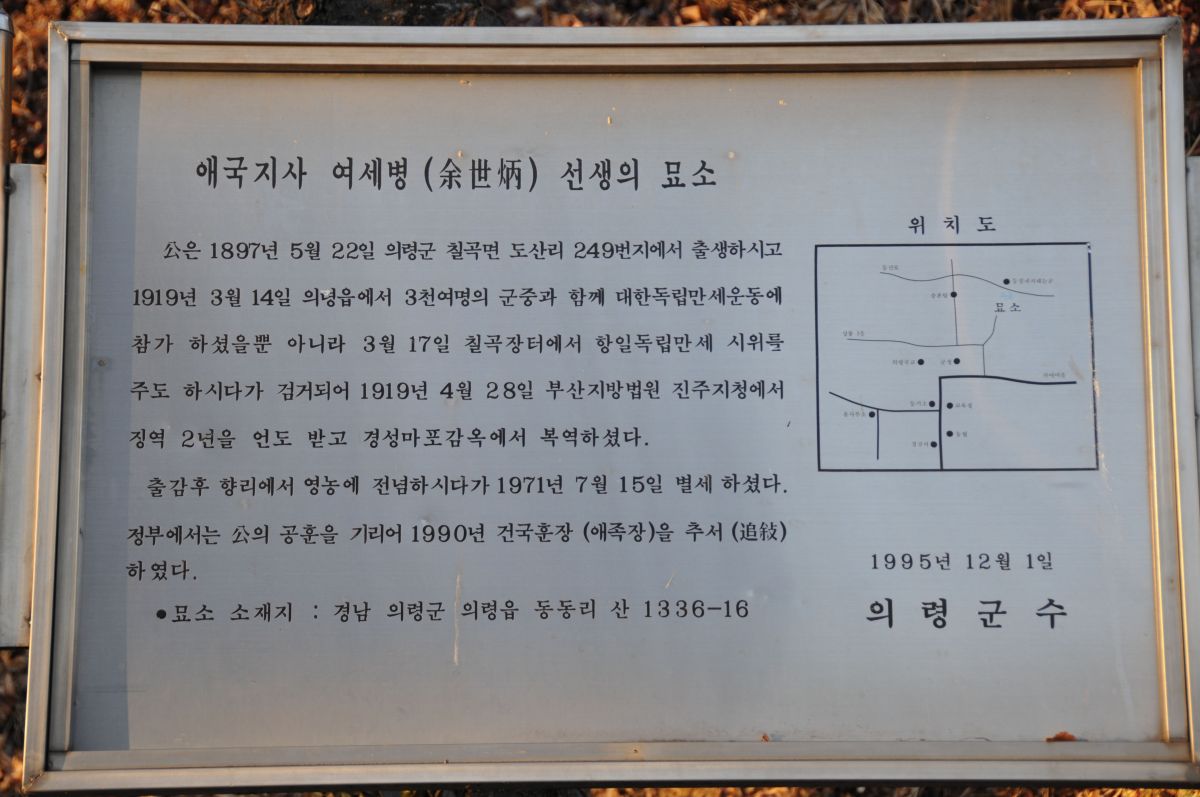 애국지사 여세병 (余世炳) 선생의 묘소
公은 1897년 5월 22일 의령군 칠곡면 도산리 249번지에서 출생하시고
1919년 3월 14일 의령읍에서 3천여명의 군중과 함께 대한독립만세운동에
참가 하셨을뿐 아니라 3월 17일 칠곡장터에서 항일독립만세 시위를
주도 하시다가 검거되어 1919년 4월 28일 부산지방법원 진주지청에서
징역 2년을 언도 받고 경성마포감옥에서 복역하셨다.
출감후 향리에서 영농에 전념하시다가 1971년 7월 15일 별세 하셨다.
정부에서는 公의 공훈을 기리어 1990년 건국훈장 (애족장)을 추서 (追敍)
하였다.
●묘소 소재지 : 경남 의령군 의령읍 동동리 산 1336-16
위 치 도
묘소
1995년 12월 1일
의 령 군 수